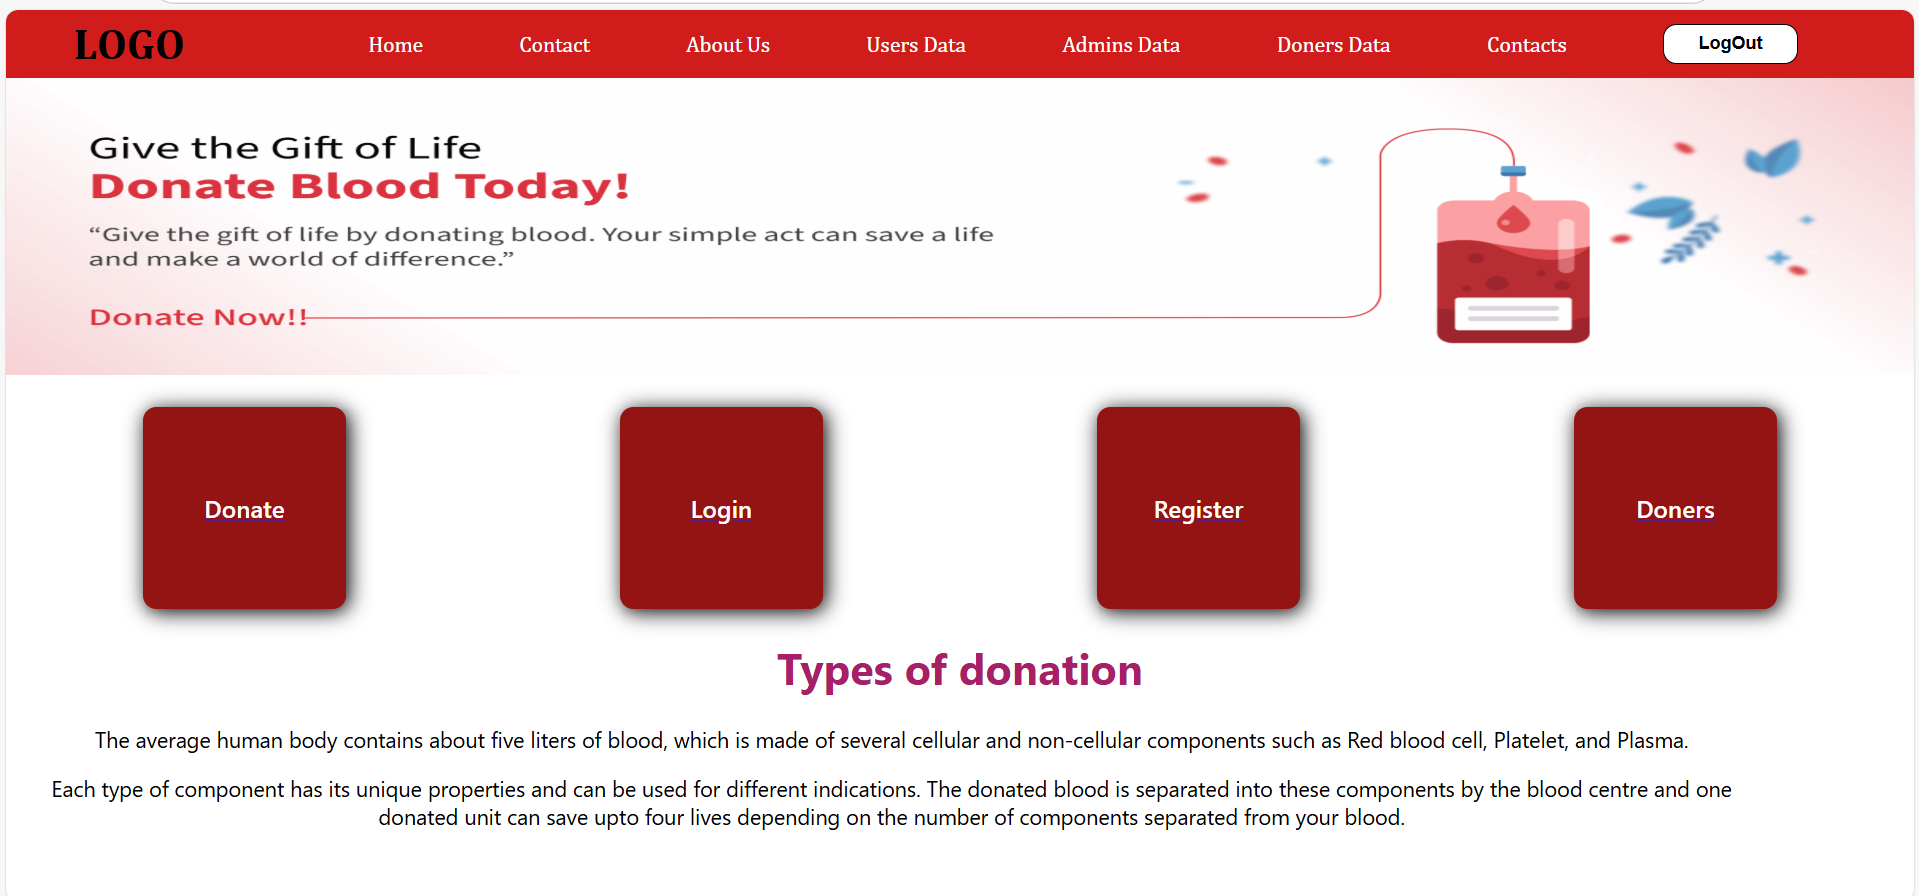 LOGO
Home
Contact
About Us
Users Data
Admins Data
Doners Data
Contacts
LogOut
Give the Gift of Life
Donate Blood Today!
“Give the gift of life by donating blood. Your simple act can save a life
and make a world of difference.”
Donate Now!!
Donate
Login
Register
Doners
Types of donation
The average human body contains about five liters of blood, which is made of several cellular and non-cellular components such as Red blood cell, Platelet, and Plasma.
Each type of component has its unique properties and can be used for different indications. The donated blood is separated into these components by the blood centre and one
donated unit can save upto four lives depending on the number of components separated from your blood.